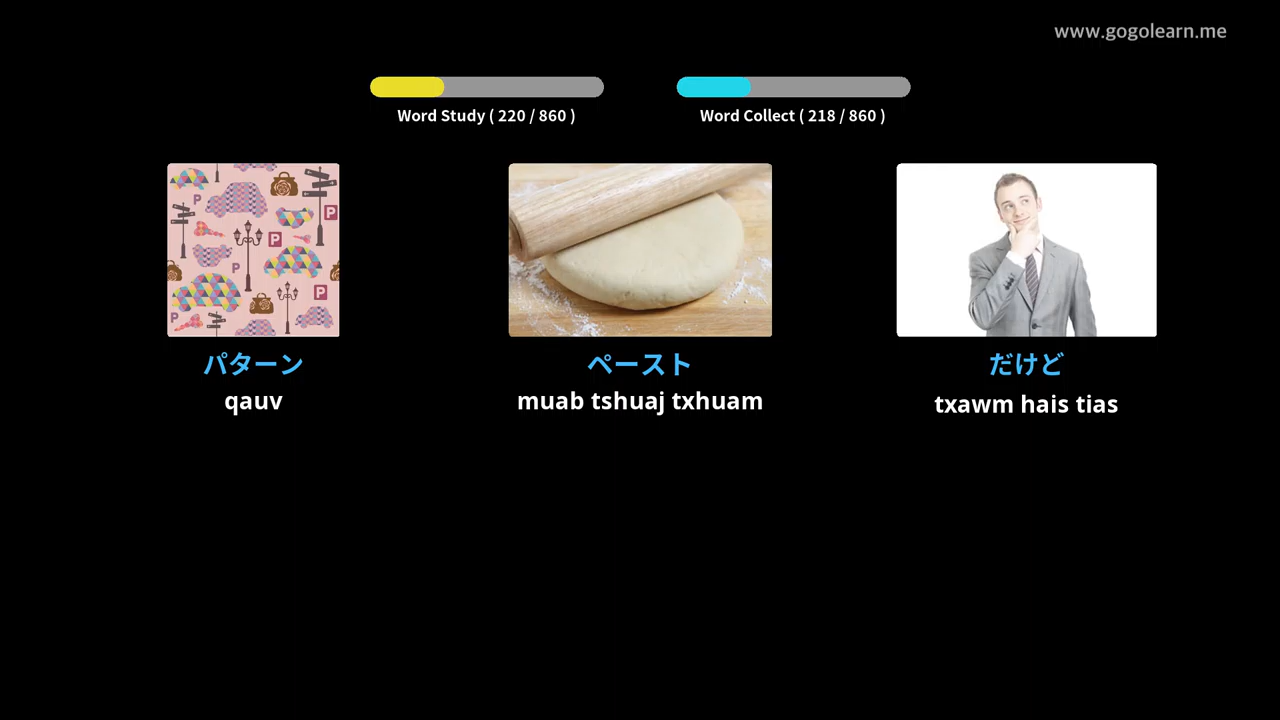 www.gogolearn.me
Word Study ( 220 / 860 )
Word Collect ( 218 / 860 )
パターン
qauv
ペースト
muab tshuaj txhuam
だけど
txawm hais tias